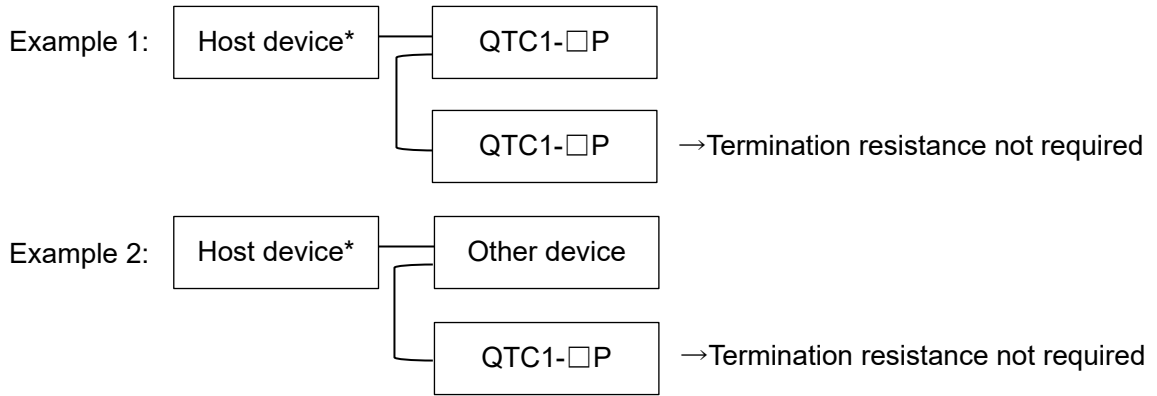 Example 1: Host device* QTC1-□P
QTC1-□P →Termination resistance not required
Example 2: Host device* Other device
QTC1-□P →Termination resistance not required